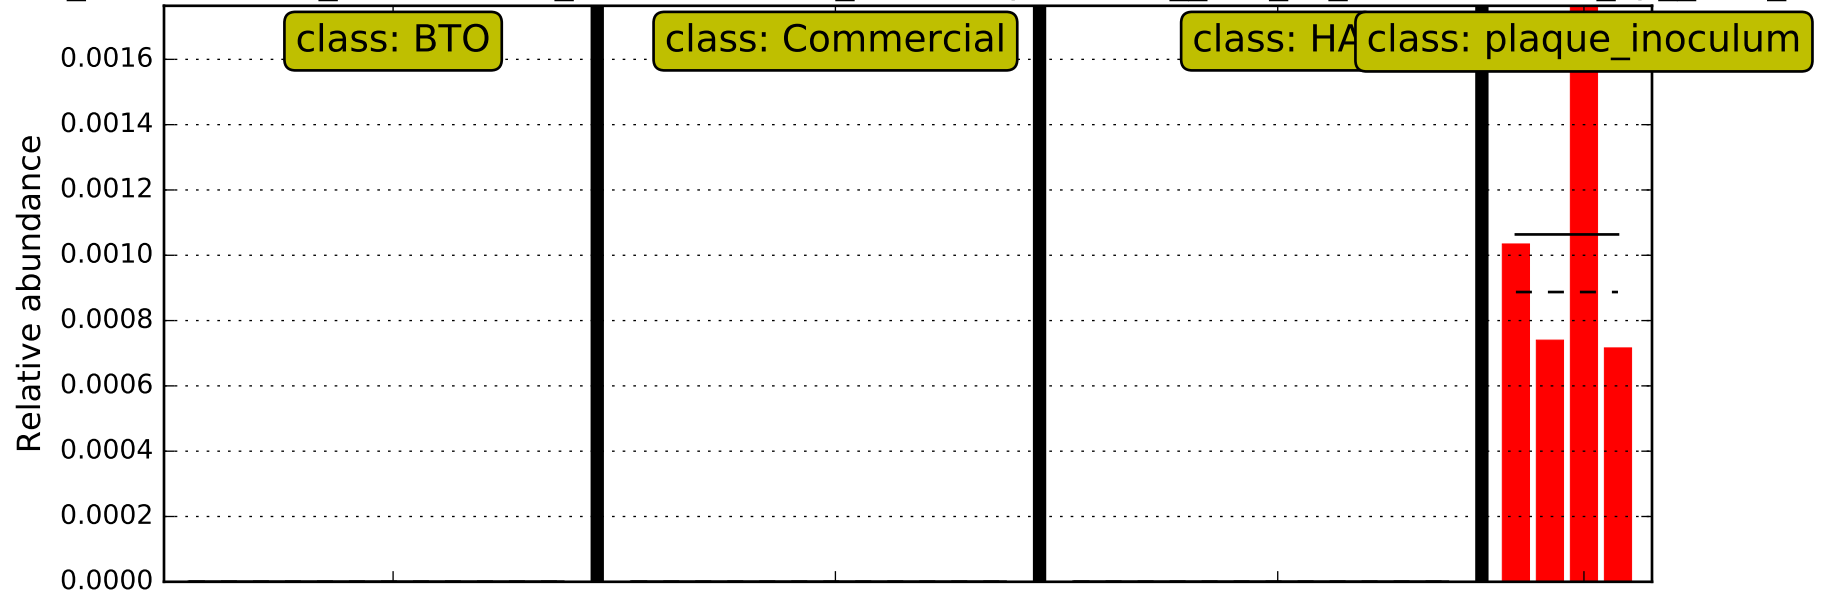 class: BTO
class: Commercial
class: HA
class: plaque_inoculum
Relative abundance
0.0016
0.0014
0.0012
0.0010
0.0008
0.0006
0.0004
0.0002
0.0000